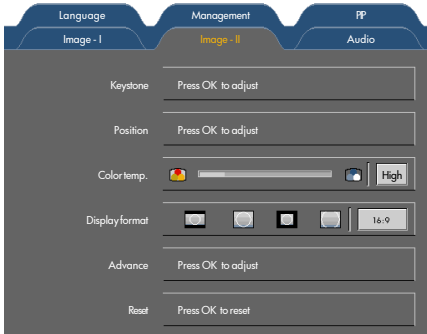 Language Management PIP
Image - I Image - II Audio
Keystone Press OK to adjust
Position Press OK to adjust
Color temp. High
Display format 16:9
Advance Press OK to adjust
Reset Press OK to reset